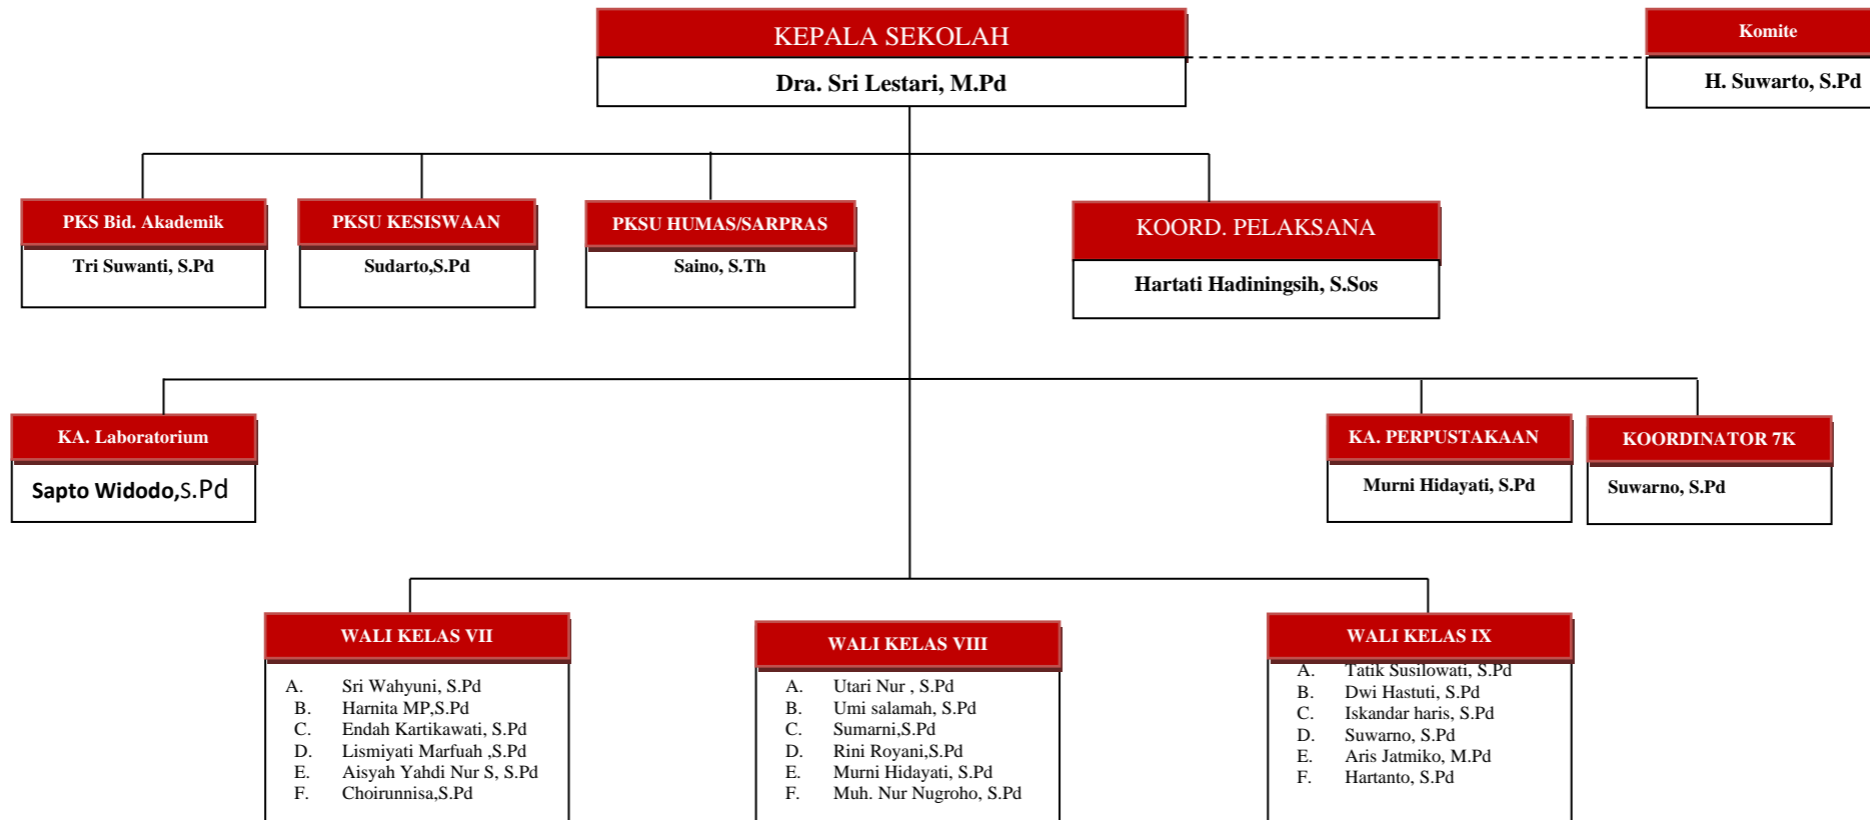 KEPALA SEKOLAH
Dra. Sri Lestari, M.Pd
Komite
H. Suwarto, S.Pd
PKS Bid. Akademik
Tri Suwanti, S.Pd
PKSU KESISWAAN
Sudarto,S.Pd
PKSU HUMAS/SARPRAS
Saino, S.Th
KOORD. PELAKSANA
Hartati Hadiningsih, S.Sos
KA. Laboratorium
Sapto Widodo,S.Pd
KA. PERPUSTAKAAN
Murni Hidayati, S.Pd
KOORDINATOR 7K
Suwarno, S.Pd
WALI KELAS VII
A. Sri Wahyuni, S.Pd
B. Harnita MP,S.Pd
C. Endah Kartikawati, S.Pd
D. Lismiyati Marfuah ,S.Pd
E. Aisyah Yahdi Nur S, S.Pd
F. Choirunnisa,S.Pd
WALI KELAS VIII
A. Utari Nur , S.Pd
B. Umi salamah, S.Pd
C. Sumarni,S.Pd
D. Rini Royani,S.Pd
E. Murni Hidayati, S.Pd
F. Muh. Nur Nugroho, S.Pd
WALI KELAS IX
A. Tatik Susilowati, S.Pd
B. Dwi Hastuti, S.Pd
C. Iskandar haris, S.Pd
D. Suwarno, S.Pd
E. Aris Jatmiko, M.Pd
F. Hartanto, S.Pd